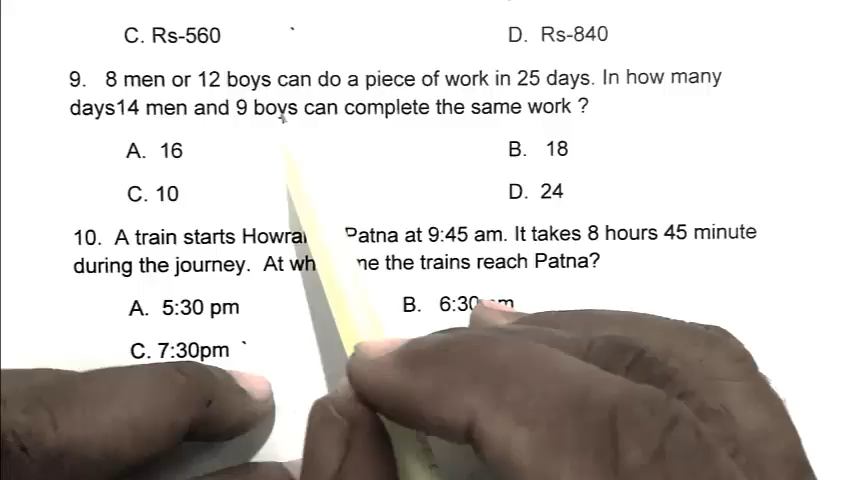 C. Rs-560 D. Rs-840
9. 8 men or 12 boys can do a piece of work in 25 days. In how many
days14 men and 9 boys can complete the same work ?
A. 16 B. 18
C. 10 D. 24
10. A train starts Patna at 9:45 am. It takes 8 hours 45 minute
during the journey. At the trains reach Patna?
A. 5:30 pm B. 6:30
C. 7:30pm